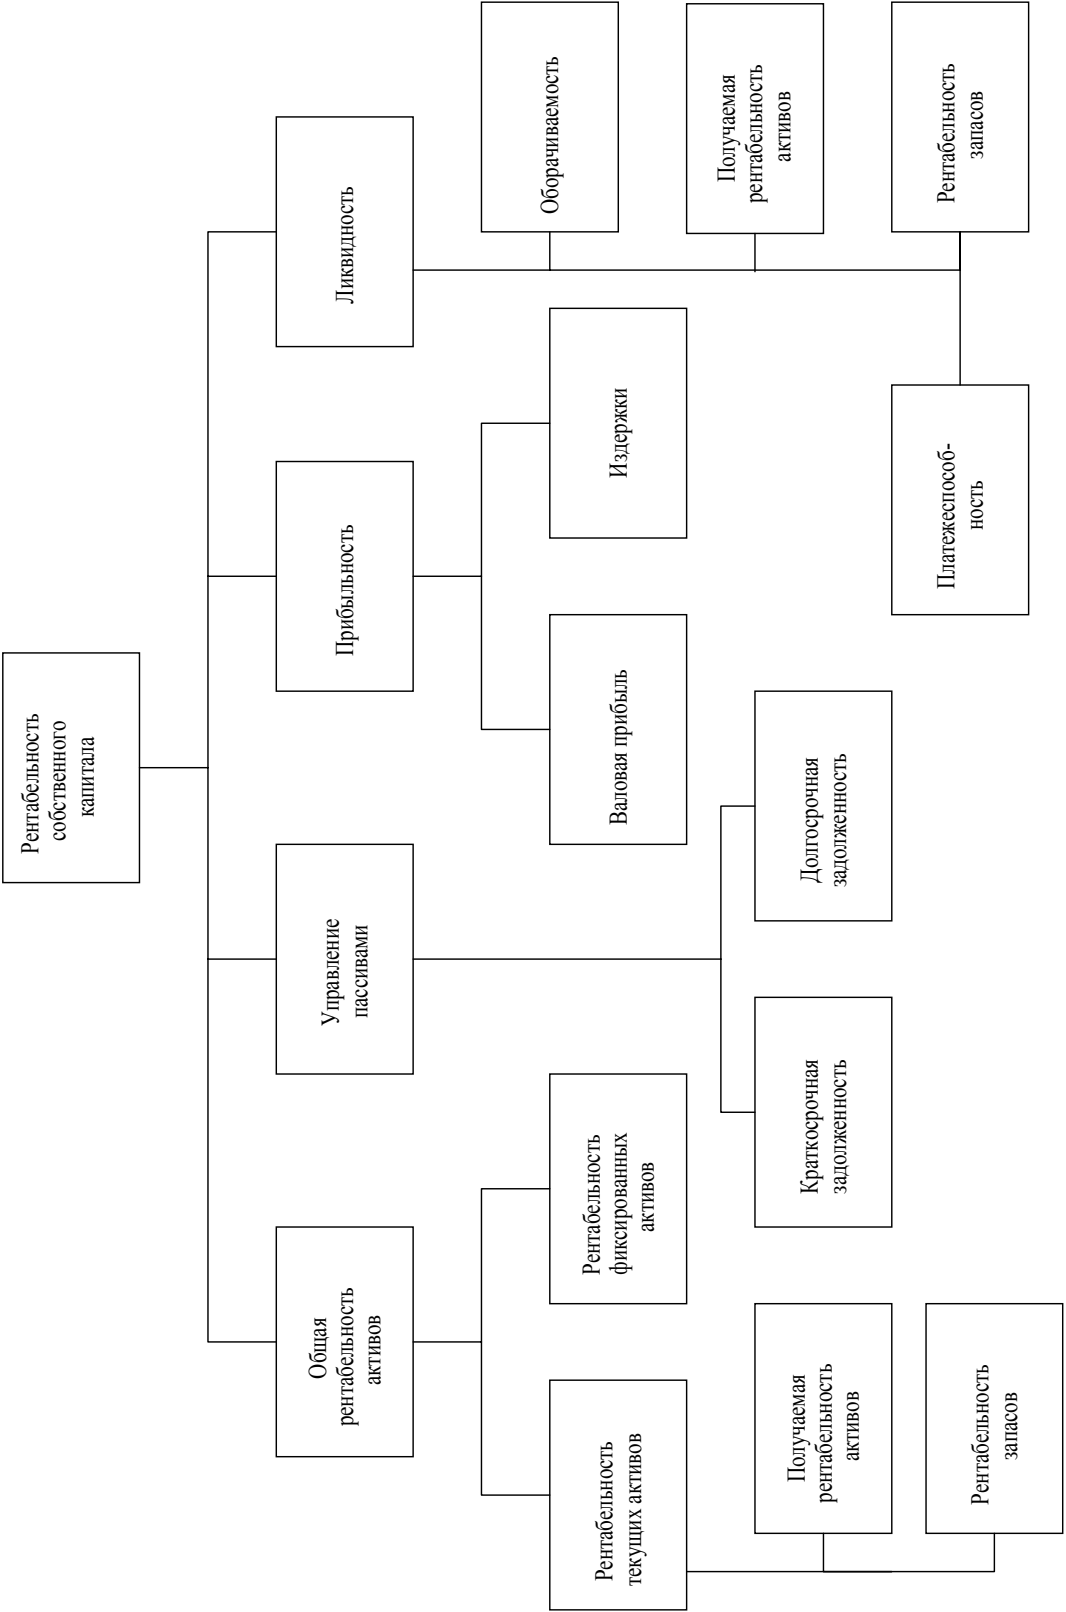 Рентабельность
собственного
капитала
Общая
рентабельность
активов
Управление
пассивами
Прибыльность
Ликвидность
Рентабельность
текущих активов
Рентабельность
фиксированных
активов
Валовая прибыль
Издержки
Оборачиваемость
Получаемая
рентабельность
активов
Краткосрочная
задолженность
Долгосрочная
задолженность
Получаемая
рентабельность
активов
Рентабельность
запасов
Платежеспособ-
ность
Рентабельность
запасов